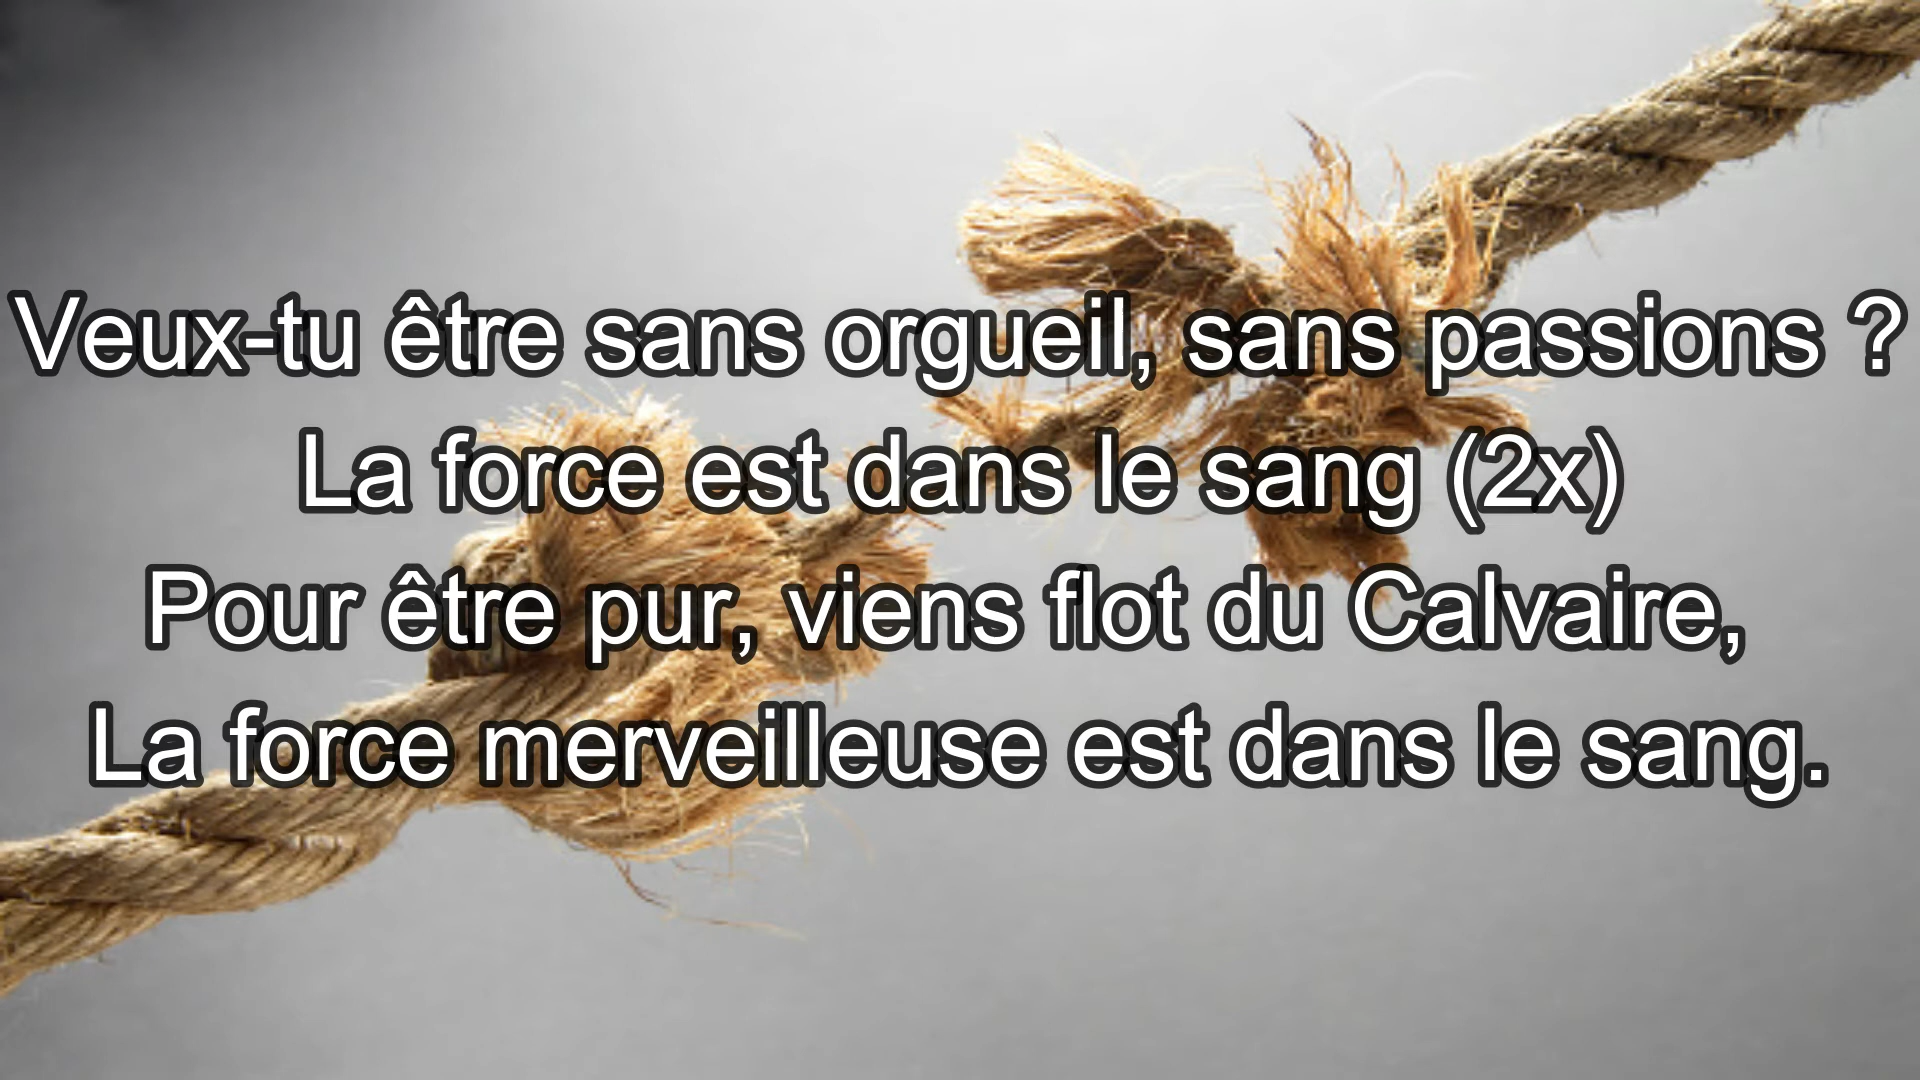 Veux-tu être sans orgueil, sans passions ?
La force est dans le sang (2x)
Pour être pur, viens flot du Calvaire,
La force merveilleuse est dans le sang.